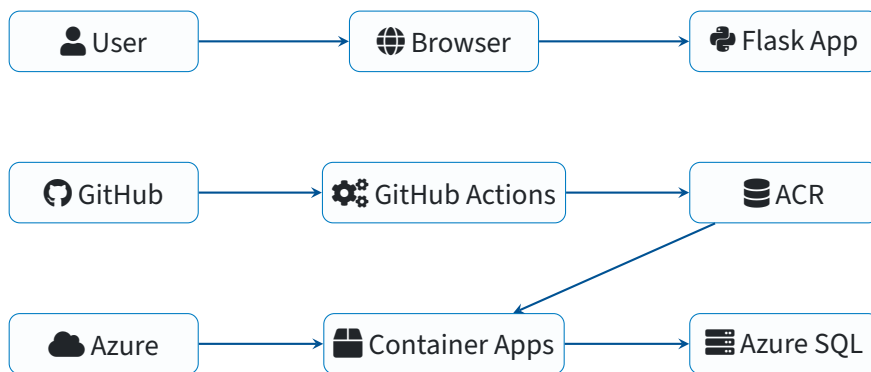 User
Browser
Flask App
GitHub
GitHub Actions
ACR
Azure
Container Apps
Azure SQL